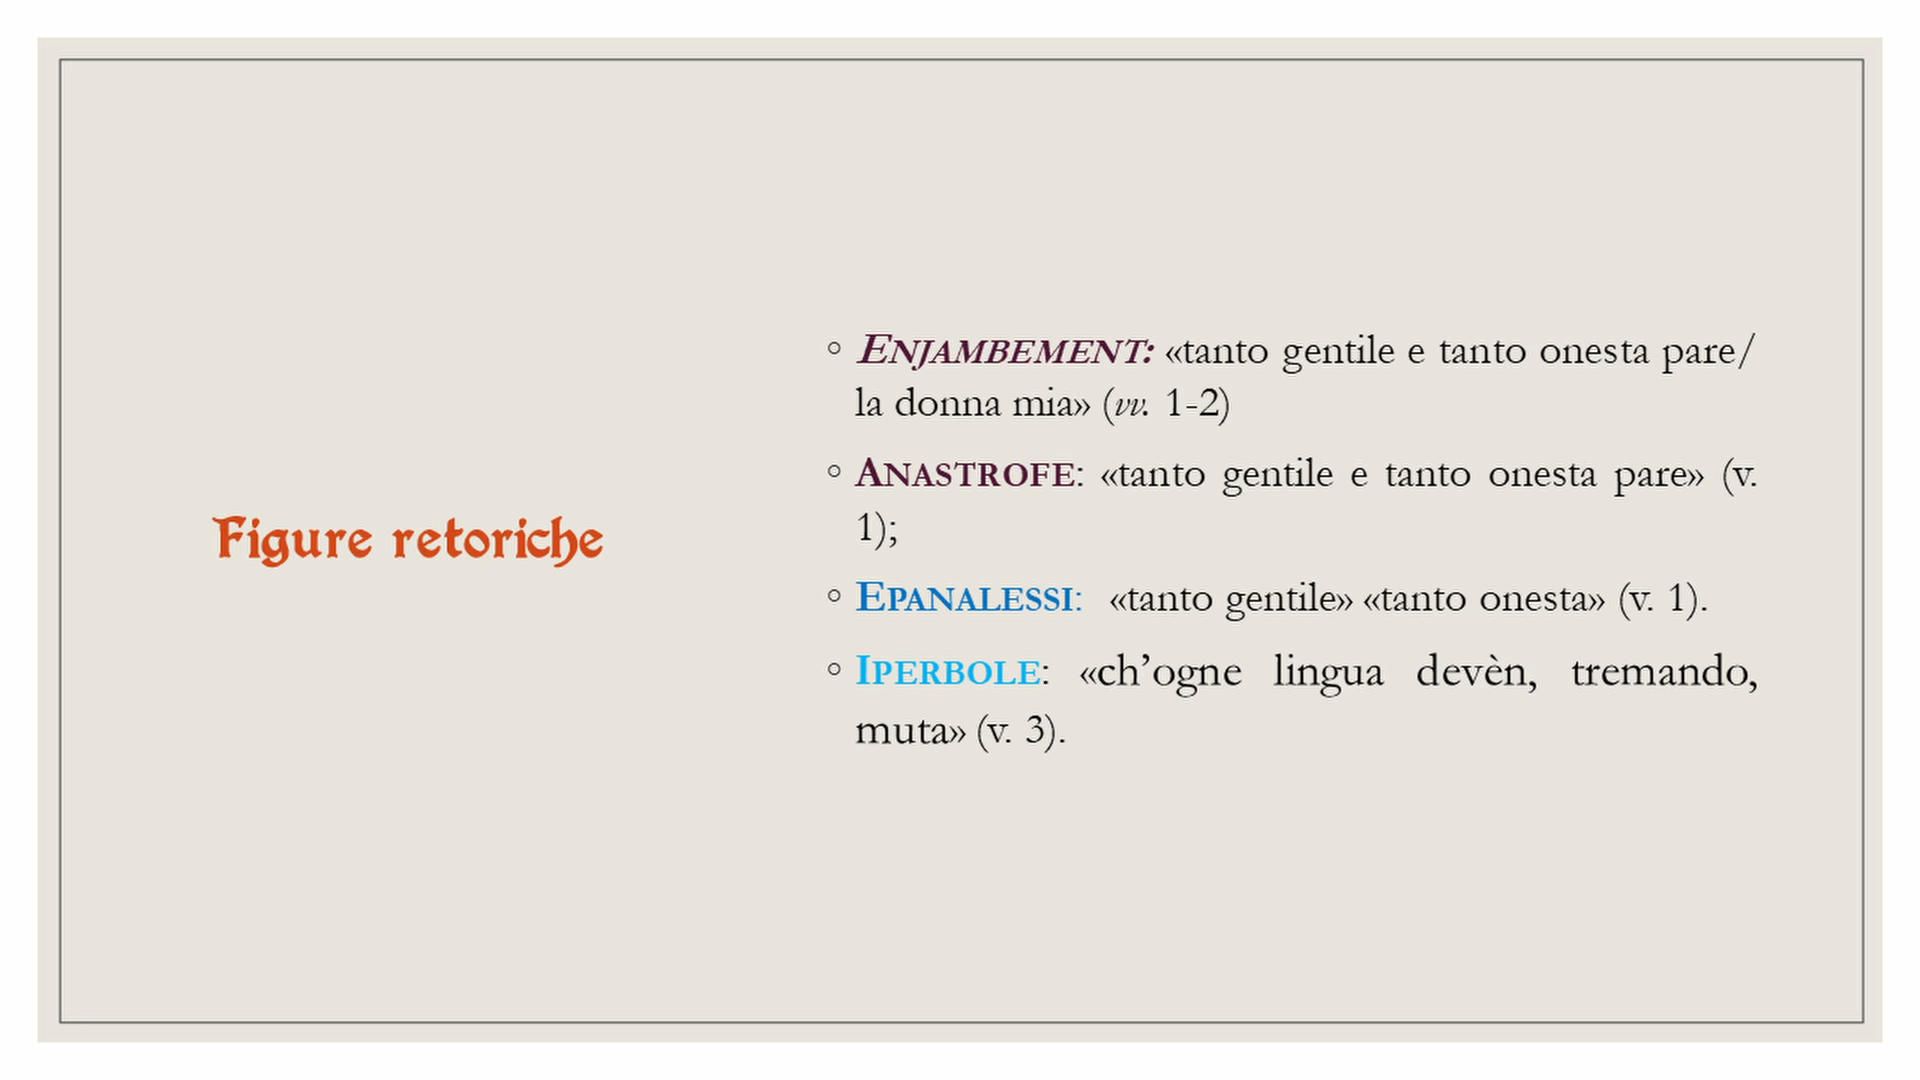 Figure retoriche
◦ ENJAMBEMENT: «tanto gentile e tanto onesta pare/
la donna mia» (vv. 1-2)
◦ ANASTROFE: «tanto gentile e tanto onesta pare» (v.
1);
◦ EPANALESSI: «tanto gentile» «tanto onesta» (v. 1).
◦ IPERBOLE: «ch’ogne lingua devèn, tremando,
muta» (v. 3).